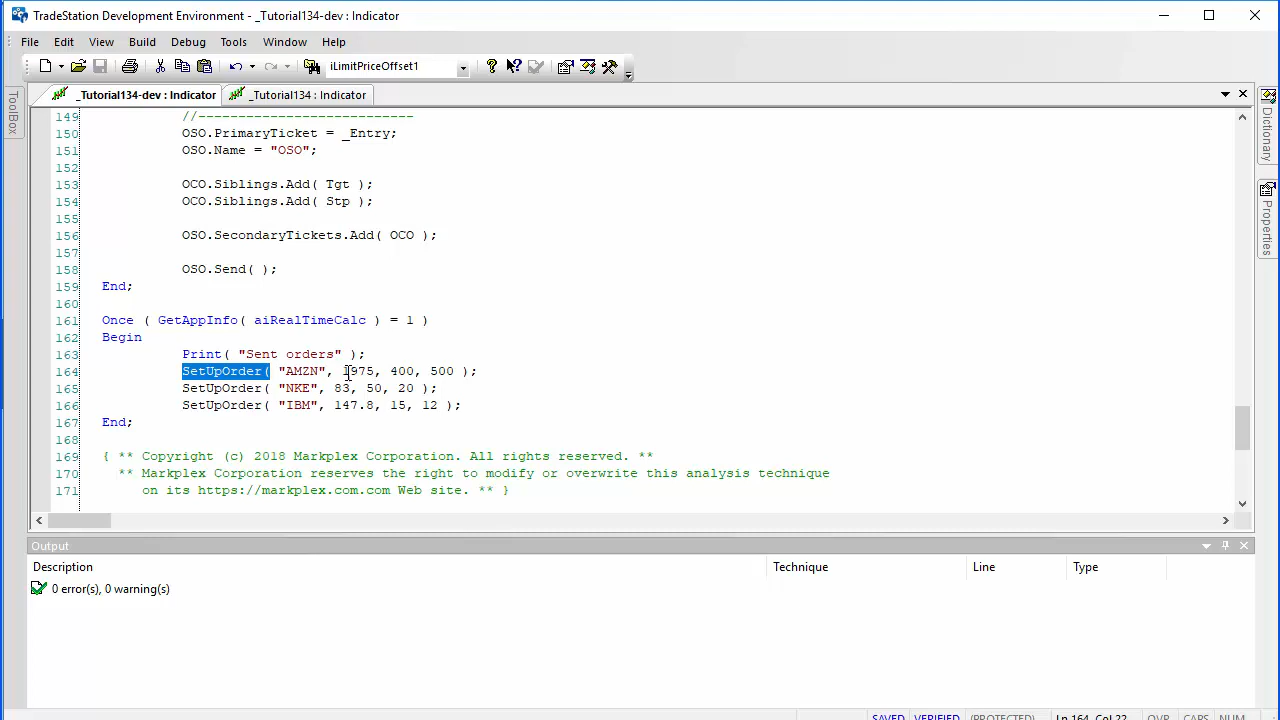 TradeStation Development Environment - _Tutorial134-dev : Indicator
File Edit View Build Debug Tools Window Help
iLimitPriceOffset1
_Tutorial134-dev : Indicator _Tutorial134 : Indicator
ToolBox
Dictionary
Properties
149 //---------------------------
150 OSO.PrimaryTicket = _Entry;
151 OSO.Name = "OSO";
152
153 OCO.Siblings.Add( Tgt );
154 OCO.Siblings.Add( Stp );
155
156 OSO.SecondaryTickets.Add( OCO );
157
158 OSO.Send( );
159 End;
160
161 Once ( GetAppInfo( aiRealTimeCalc ) = 1 )
162 Begin
163 Print( "Sent orders" );
164 SetUpOrder( "AMZN", 1975, 400, 500 );
165 SetUpOrder( "NKE", 83, 50, 20 );
166 SetUpOrder( "IBM", 147.8, 15, 12 );
167 End;
168
169 { ** Copyright (c) 2018 Markplex Corporation. All rights reserved. **
170 ** Markplex Corporation reserves the right to modify or overwrite this analysis technique
171 on its https://markplex.com.com Web site. ** }
Output
Description Technique Line Type
0 error(s), 0 warning(s)
SAVED VERIFIED (PROTECTED) Ln 164, Col 22 OVR CAPS NUM